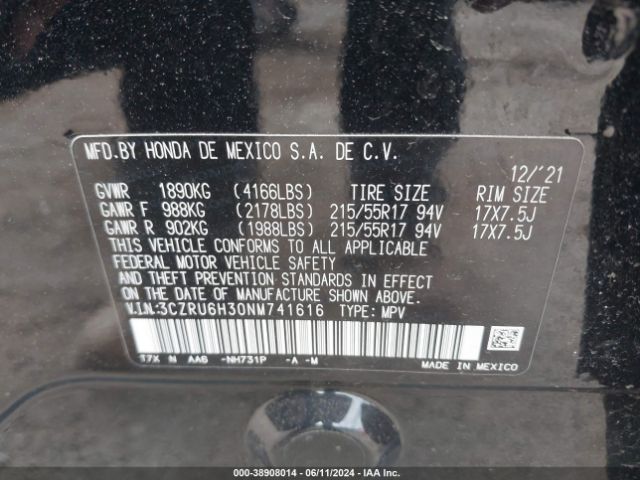 MFD.BY HONDA DE MEXICO S.A. DE C.V.
12/'21
GVWR 1890KG (4166LBS) TIRE SIZE RIM SIZE
GAWR F 988KG (2178LBS) 215/55R17 94V 17X7.5J
GAWR R 902KG (1988LBS) 215/55R17 94V 17X7.5J
THIS VEHICLE CONFORMS TO ALL APPLICABLE
FEDERAL MOTOR VEHICLE SAFETY
AND THEFT PREVENTION STANDARDS IN EFFECT
ON THE DATE OF MANUFACTURE SHOWN ABOVE.
V.I.N:3CZRU6H30NM741616 TYPE: MPV
T7X N AA6 -NH731P -A -M
MADE IN MEXICO
000-38908014 - 06/11/2024 - IAA Inc.